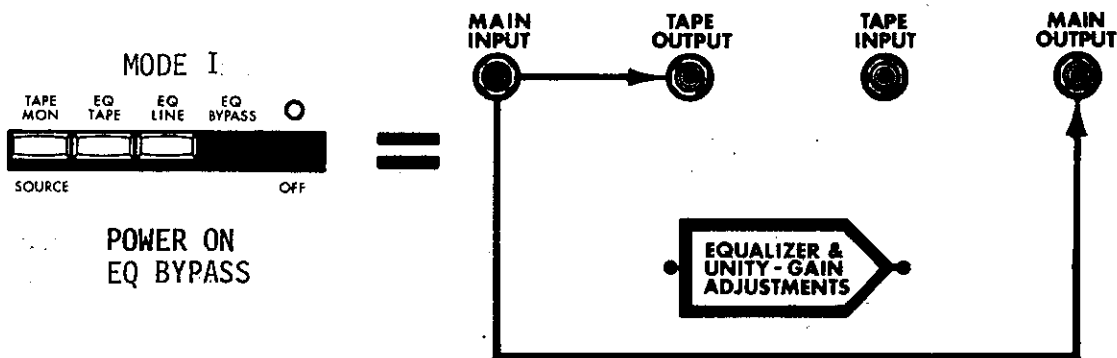 MODE I
TAPE MON
EQ TAPE
EQ LINE
EQ BYPASS
SOURCE
OFF
POWER ON
EQ BYPASS
MAIN INPUT
TAPE OUTPUT
TAPE INPUT
MAIN OUTPUT
EQUALIZER &
UNITY-GAIN
ADJUSTMENTS